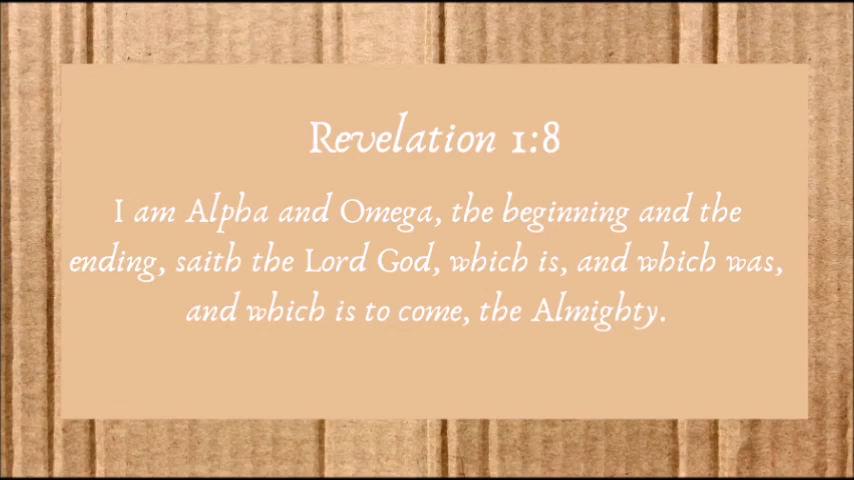 Revelation 1:8
I am Alpha and Omega, the beginning and the
ending, saith the Lord God, which is, and which was,
and which is to come, the Almighty.